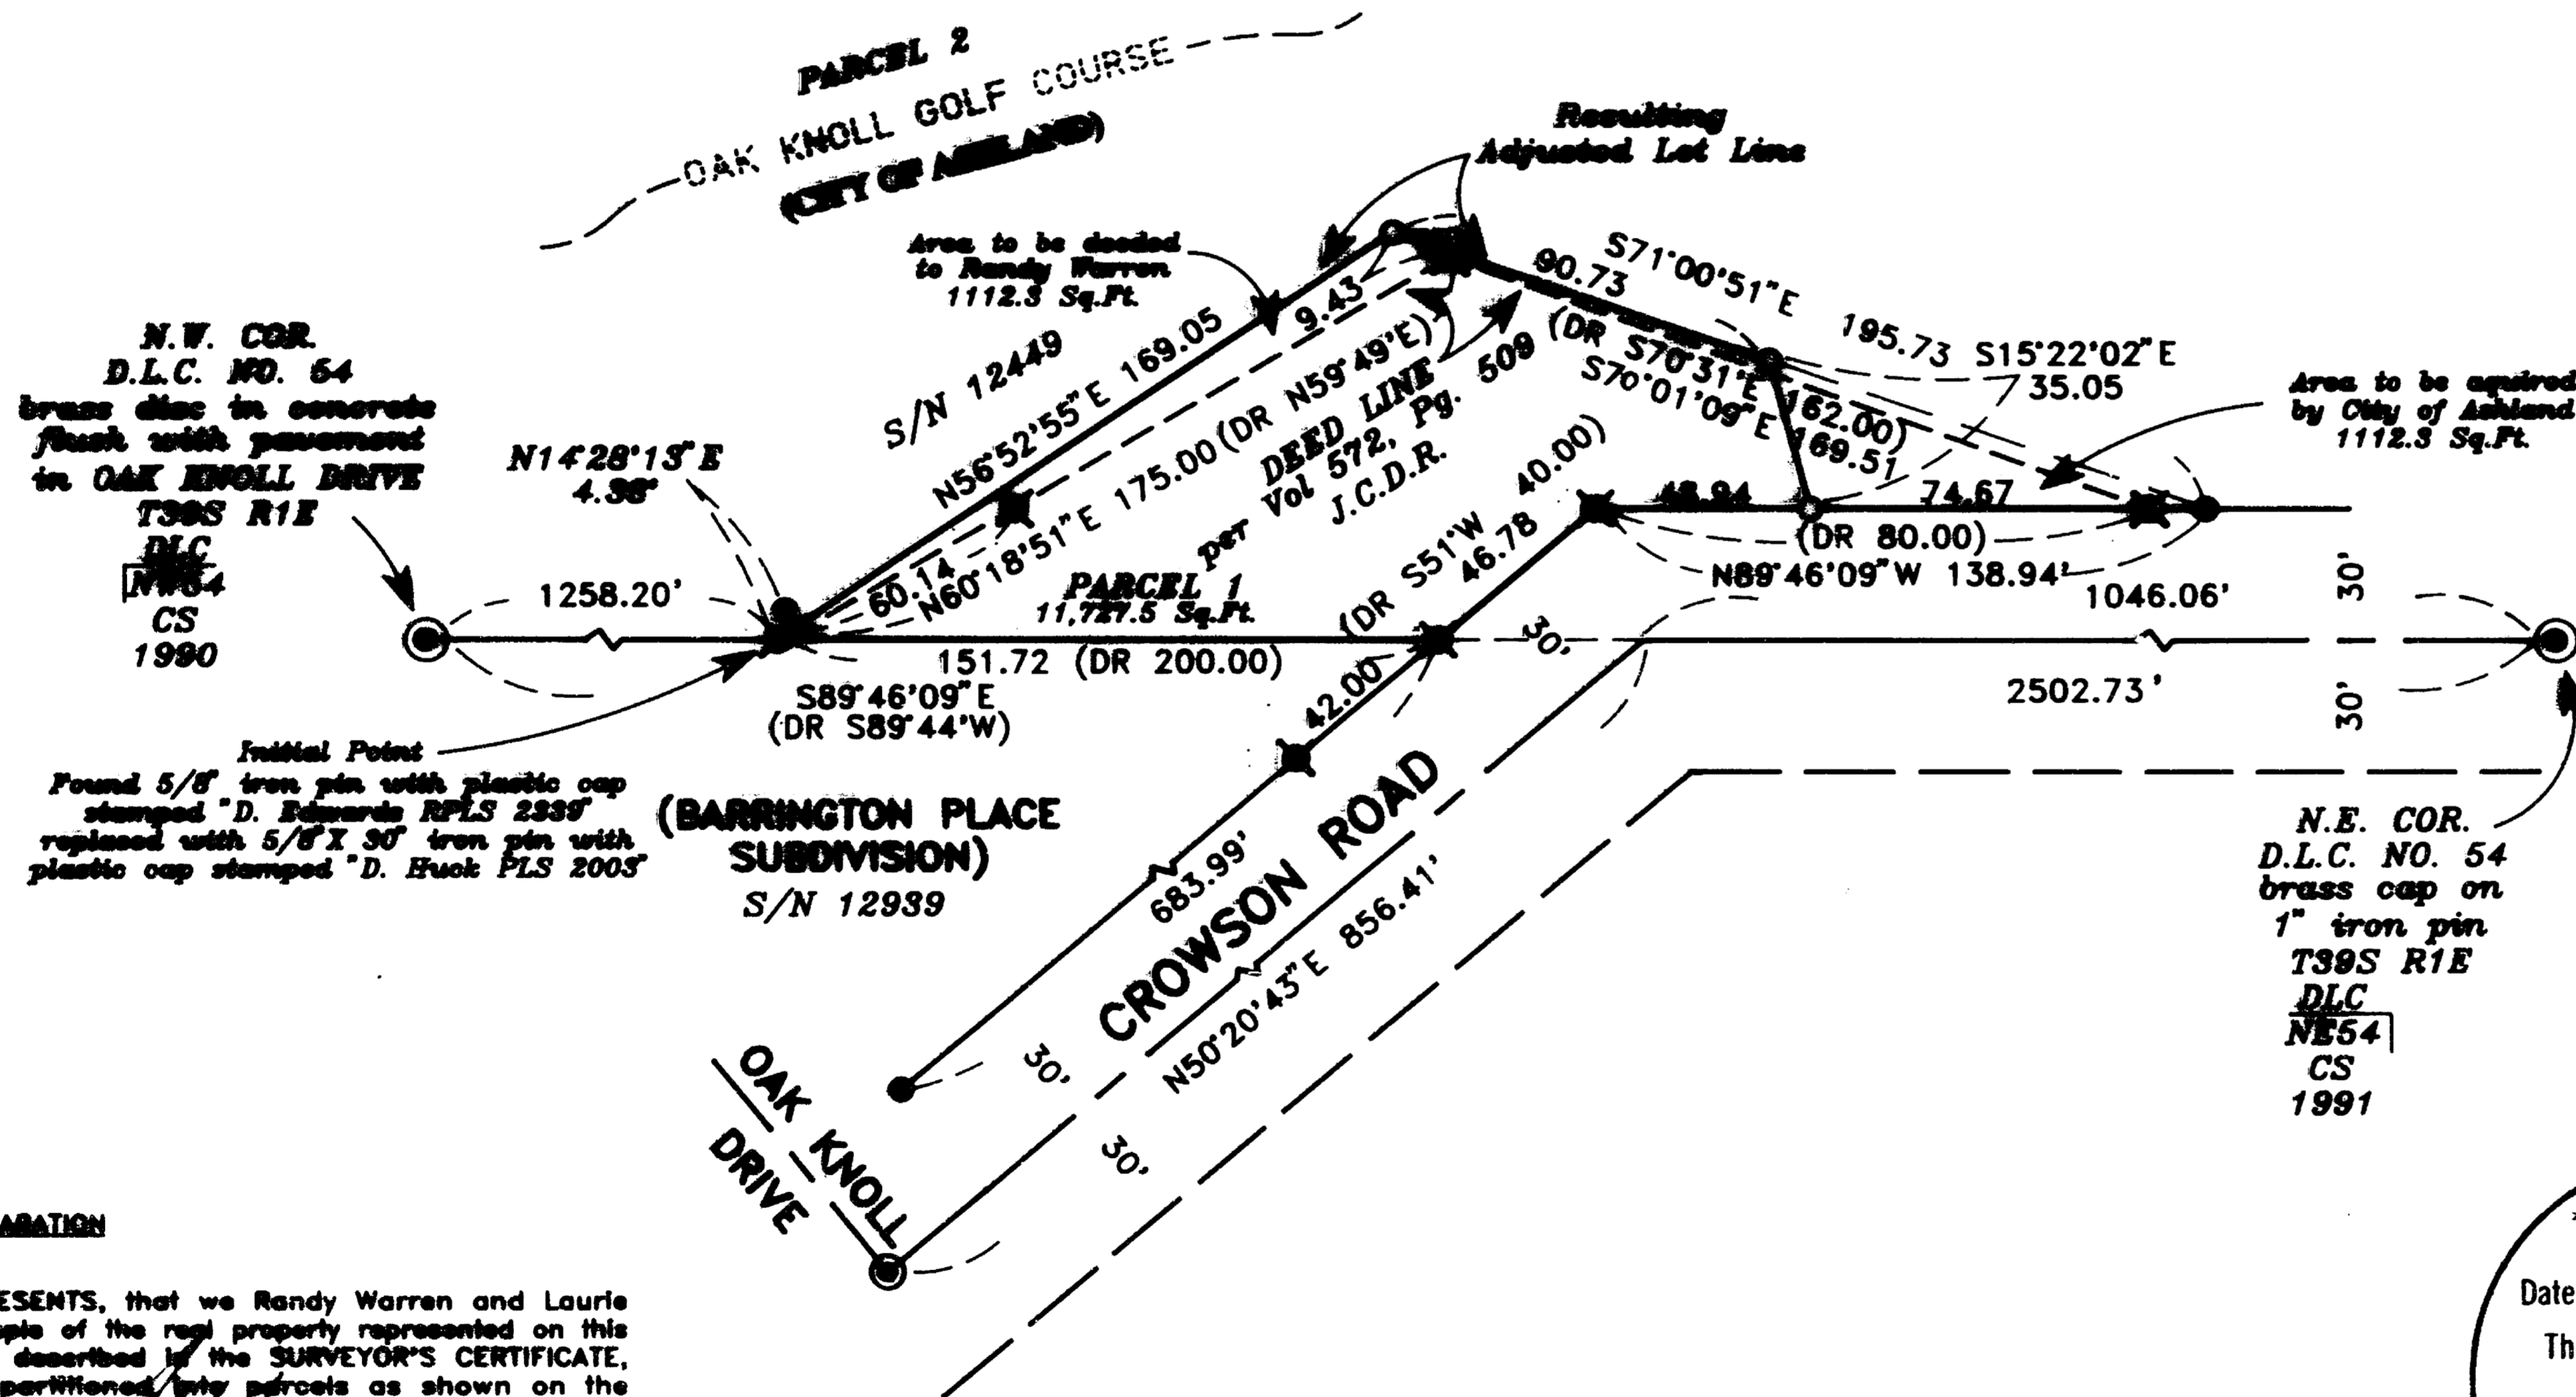 PARCEL 2
OAK KNOLL GOLF COURSE
(CITY OF ASHLAND)
Resulting
Adjusted Lot Line
Area to be deeded
to Randy Warren
1112.3 Sq.Ft.
N.W. COR.
D.L.C. NO. 54
brass disc in concrete
flush with pavement
in OAK KNOLL DRIVE
T39S R1E
DLC
NW54
CS
1990
N14°28'13"E
4.38'
S/N 12449
N56°52'55"E 169.05
9.43
60.14
N60°18'51"E 175.00 (DR N59°49'E)
DEED LINE
per Vol 572, Pg. 509
J.C.D.R.
90.73
S71°00'51"E 195.73
(DR S70°31'E 162.00)
S70°01'09"E 169.51
S15°22'02"E
35.05
Area to be aquired
by City of Ashland
1112.3 Sq.Ft.
48.94
74.67
(DR 80.00)
N89°46'09"W 138.94'
(DR S51°W 40.00)
46.78
1258.20'
PARCEL 1
11,727.5 Sq.Ft.
151.72 (DR 200.00)
S89°46'09"E
(DR S89°44'W)
42.00
30'
1046.06'
2502.73'
30'
30'
Initial Point
Found 5/8" iron pin with plastic cap
stamped "D. Edwards RPLS 2339"
replaced with 5/8"X 30" iron pin with
plastic cap stamped "D. Huck PLS 2003"
(BARRINGTON PLACE
SUBDIVISION)
S/N 12939
683.99'
CROWSON ROAD
N50°20'43"E 856.41'
30'
30'
OAK KNOLL
DRIVE
N.E. COR.
D.L.C. NO. 54
brass cap on
1" iron pin
T39S R1E
DLC
NE54
CS
1991
ARATION
ESENTS, that we Randy Warren and Laurie
ple of the real property represented on this
described in the SURVEYOR'S CERTIFICATE,
partitioned into parcels as shown on the
Date
Th